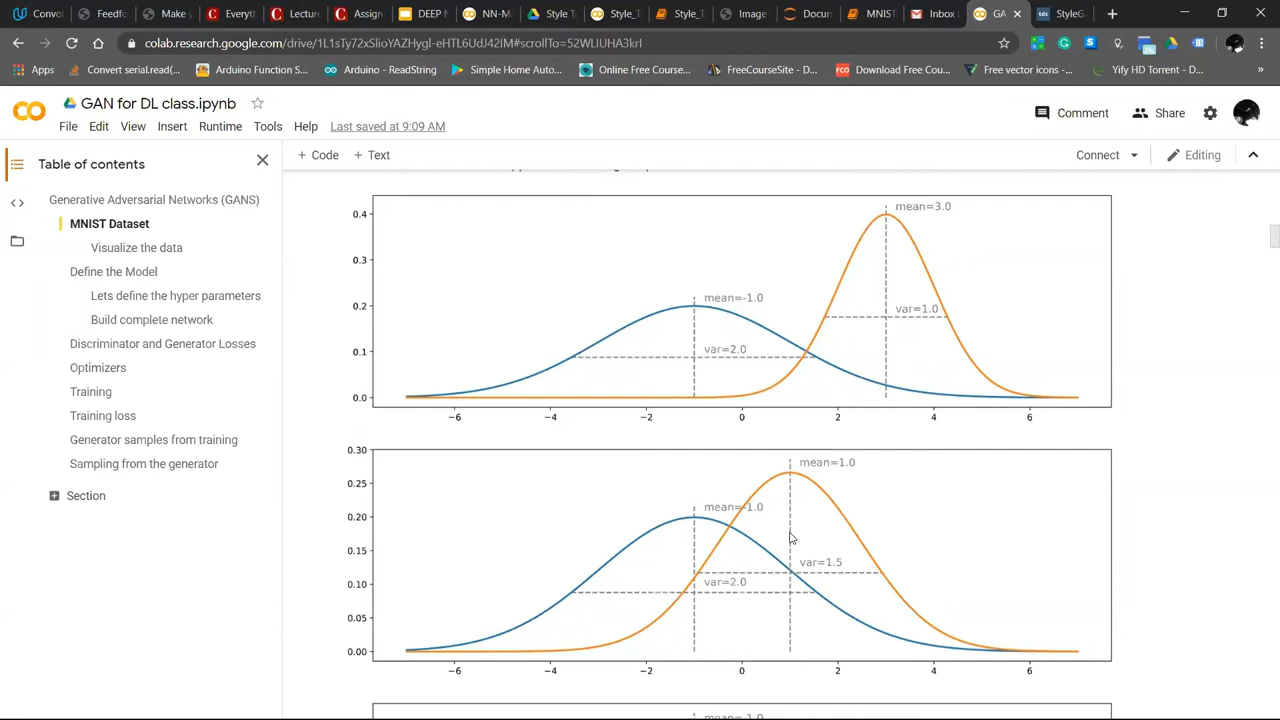 Convol
Feedfo
Make y
Everyth
Lecture
Assign
DEEP M
NN-Ma
Style Tr
Style_T
Style_T
Image
Docum
MNIST
Inbox
GAN
StyleG
colab.research.google.com/drive/1L1sTy72xSlioYAZHygl-eHTL6UdJ42IM#scrollTo=52WLIUHA3krI
Apps
Convert serial.read(...
Arduino Function S...
Arduino - ReadString
Simple Home Auto...
Online Free Course...
FreeCourseSite - D...
Download Free Cou...
Free vector icons -...
Yify HD Torrent - D...
GAN for DL class.ipynb
File Edit View Insert Runtime Tools Help Last saved at 9:09 AM
Comment
Share
Table of contents
+ Code + Text
Connect
Editing
Generative Adversarial Networks (GANS)
MNIST Dataset
Visualize the data
Define the Model
Lets define the hyper parameters
Build complete network
Discriminator and Generator Losses
Optimizers
Training
Training loss
Generator samples from training
Sampling from the generator
Section
0.4
0.3
0.2
0.1
0.0
mean=3.0
mean=-1.0
var=1.0
var=2.0
−6 −4 −2 0 2 4 6
0.30
0.25
0.20
0.15
0.10
0.05
0.00
mean=1.0
mean=-1.0
var=1.5
var=2.0
−6 −4 −2 0 2 4 6
mean=-1.0